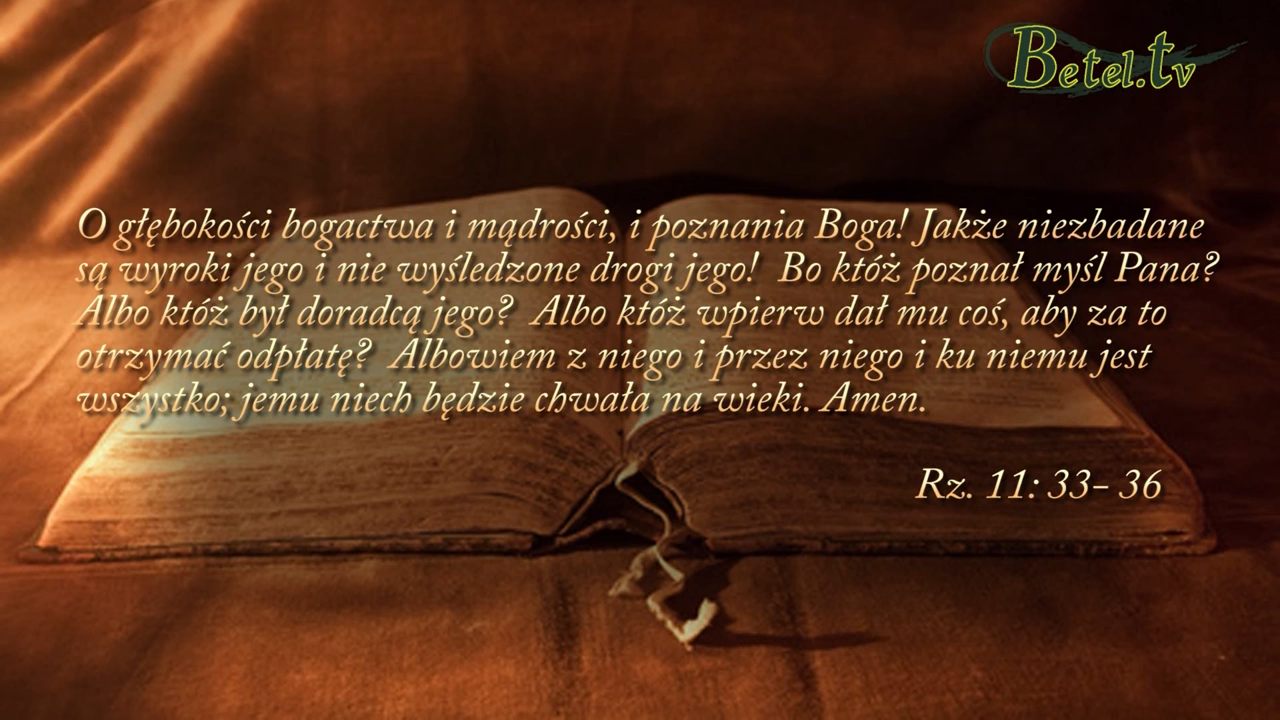 Betel.tv
O głębokości bogactwa i mądrości, i poznania Boga! Jakże niezbadane
są wyroki jego i nie wyśledzone drogi jego! Bo któż poznał myśl Pana?
Albo któż był doradcą jego? Albo któż wpierw dał mu coś, aby za to
otrzymać odpłatę? Albowiem z niego i przez niego i ku niemu jest
wszystko; jemu niech będzie chwała na wieki. Amen.
Rz. 11: 33- 36